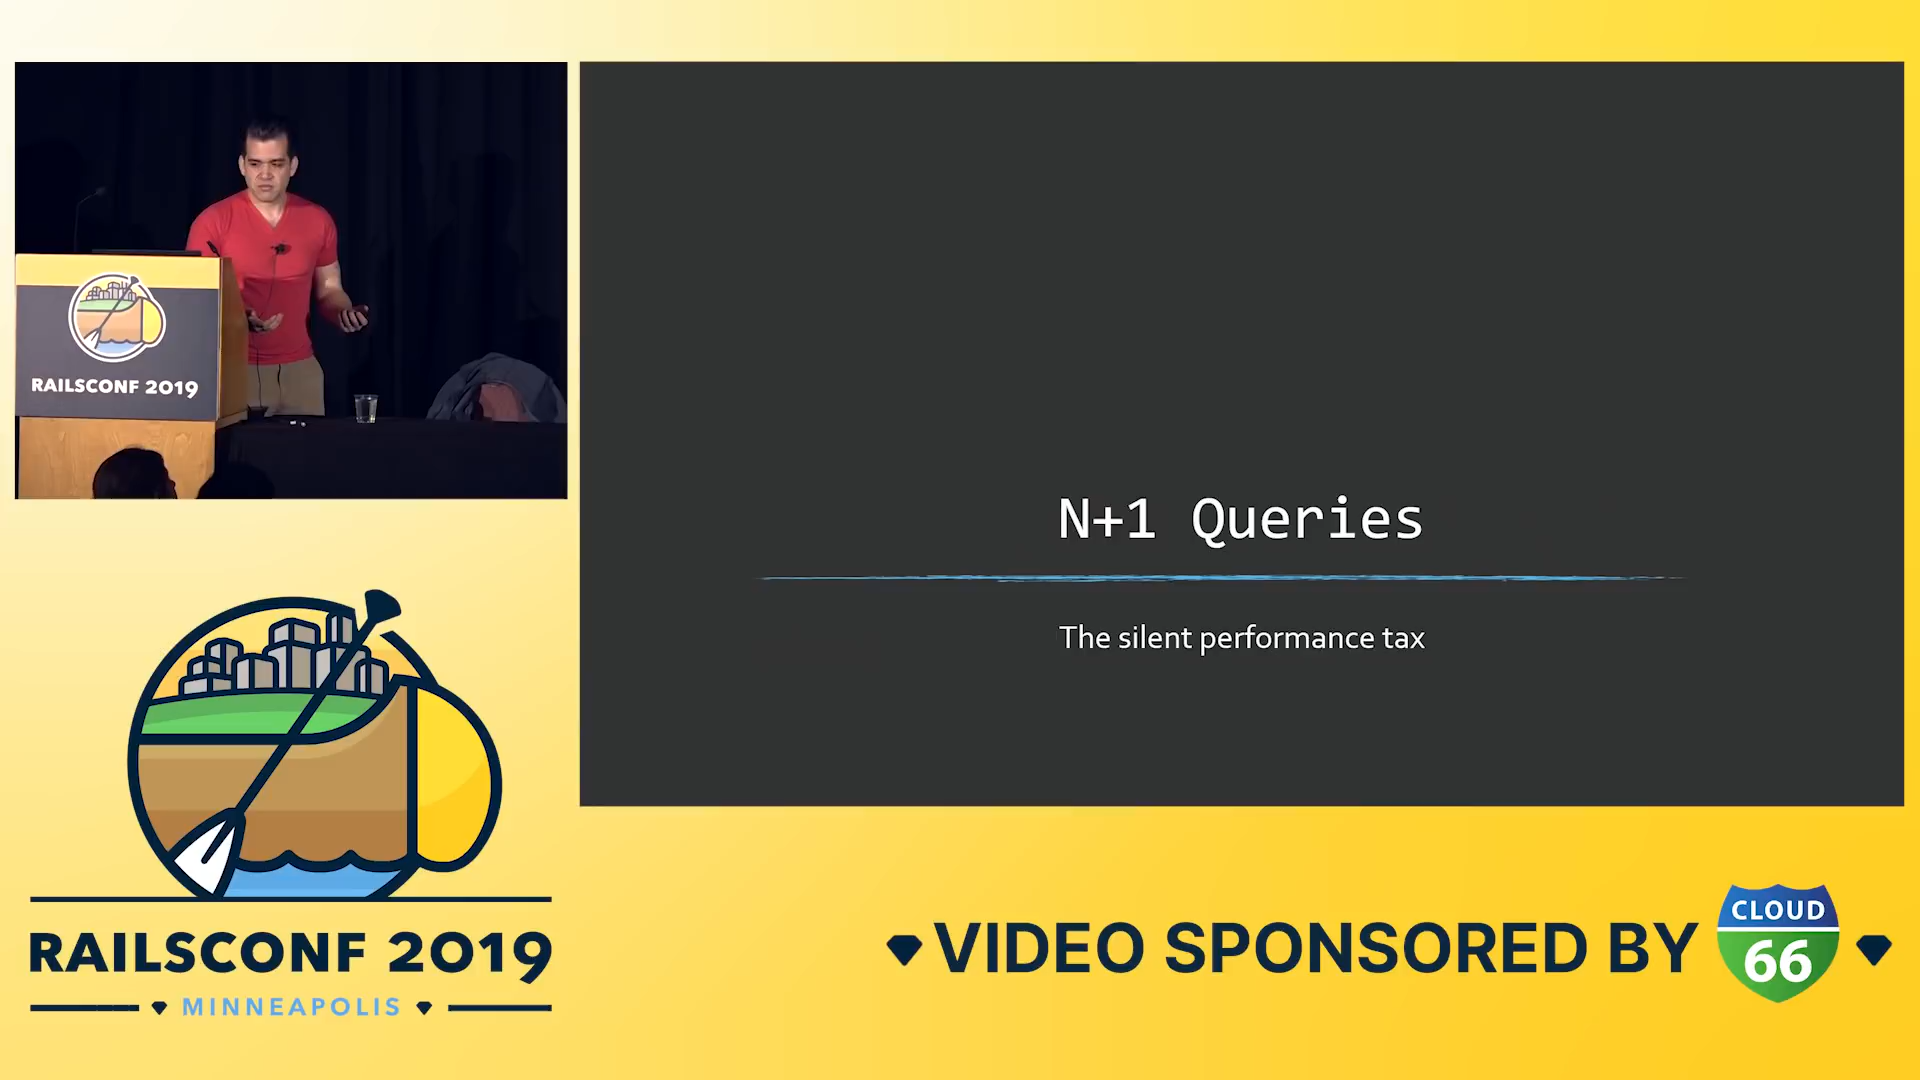 RAILSCONF 2019
N+1 Queries
The silent performance tax
RAILSCONF 2019
MINNEAPOLIS
VIDEO SPONSORED BY
CLOUD
66